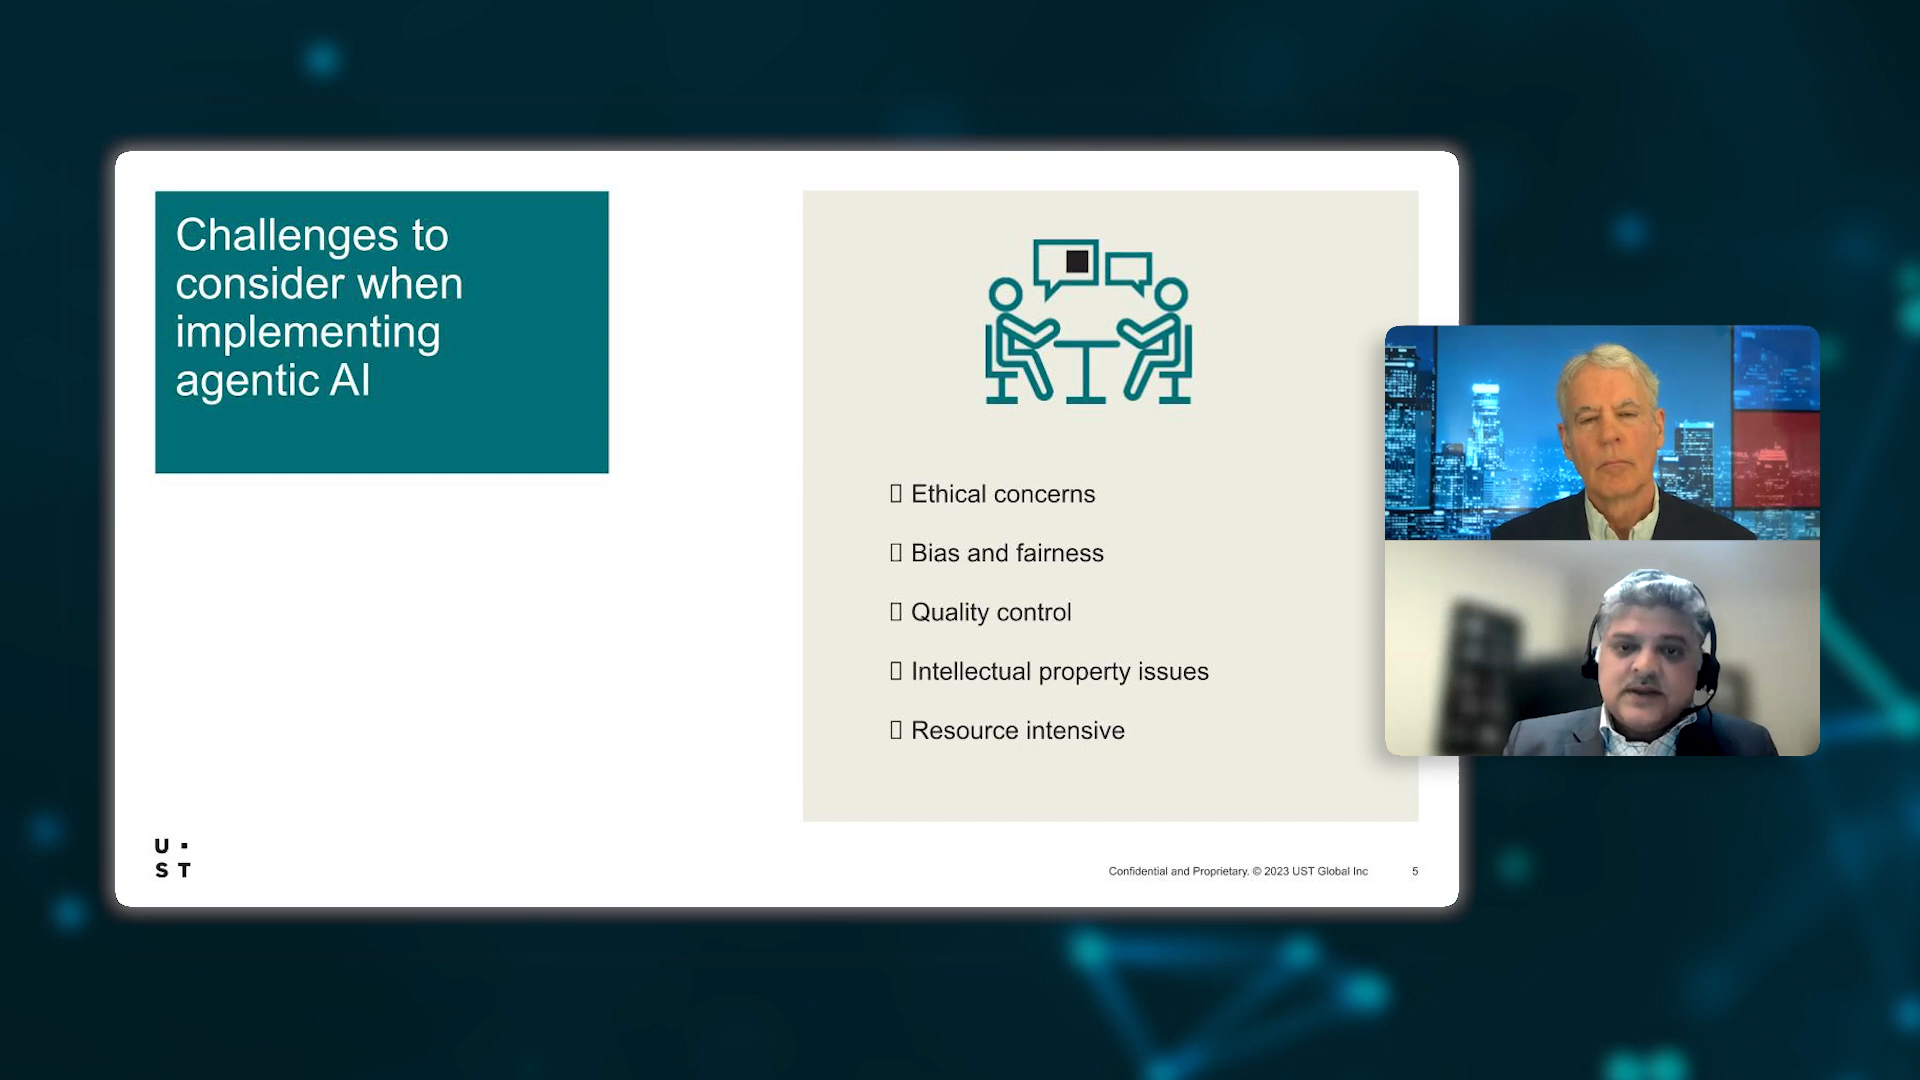 Challenges to
consider when
implementing
agentic AI
Ethical concerns
Bias and fairness
Quality control
Intellectual property issues
Resource intensive
U
ST
Confidential and Proprietary. © 2023 UST Global Inc
5